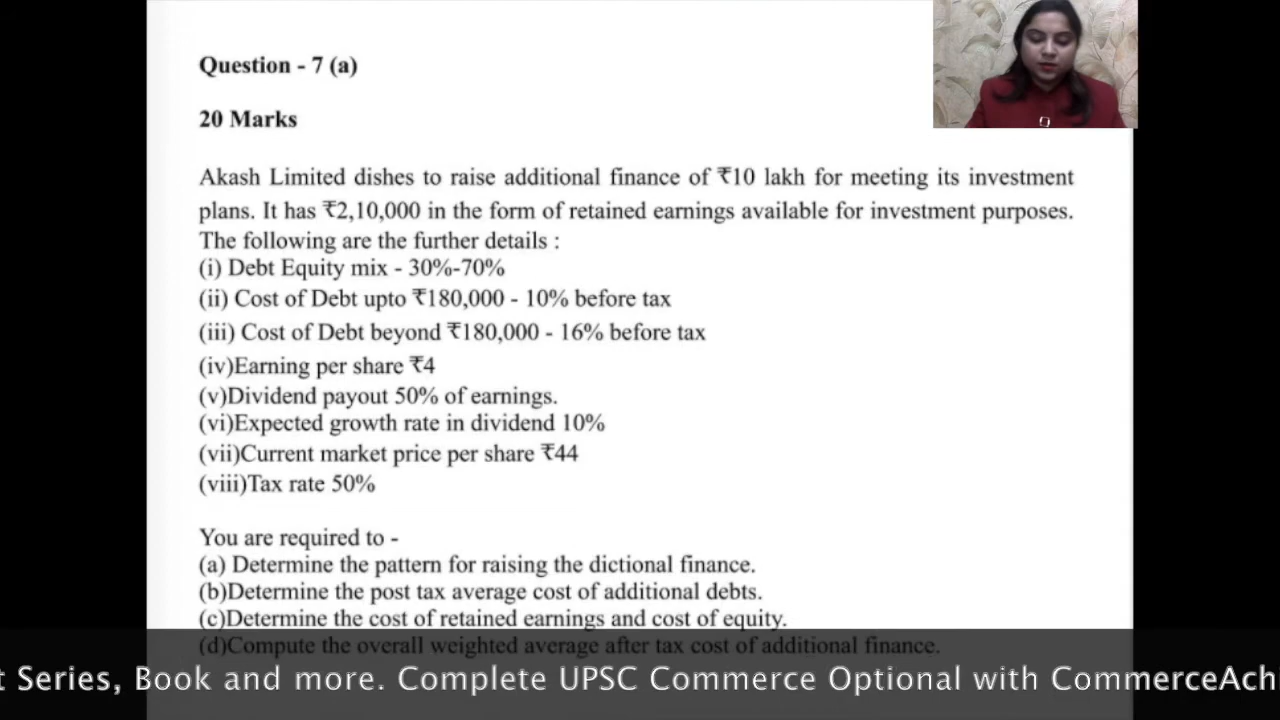 Question - 7 (a)
20 Marks
Akash Limited dishes to raise additional finance of ₹10 lakh for meeting its investment
plans. It has ₹2,10,000 in the form of retained earnings available for investment purposes.
The following are the further details :
(i) Debt Equity mix - 30%-70%
(ii) Cost of Debt upto ₹180,000 - 10% before tax
(iii) Cost of Debt beyond ₹180,000 - 16% before tax
(iv)Earning per share ₹4
(v)Dividend payout 50% of earnings.
(vi)Expected growth rate in dividend 10%
(vii)Current market price per share ₹44
(viii)Tax rate 50%
You are required to -
(a) Determine the pattern for raising the dictional finance.
(b)Determine the post tax average cost of additional debts.
(c)Determine the cost of retained earnings and cost of equity.
(d)Compute the overall weighted average after tax cost of additional finance.
t Series, Book and more. Complete UPSC Commerce Optional with CommerceAch